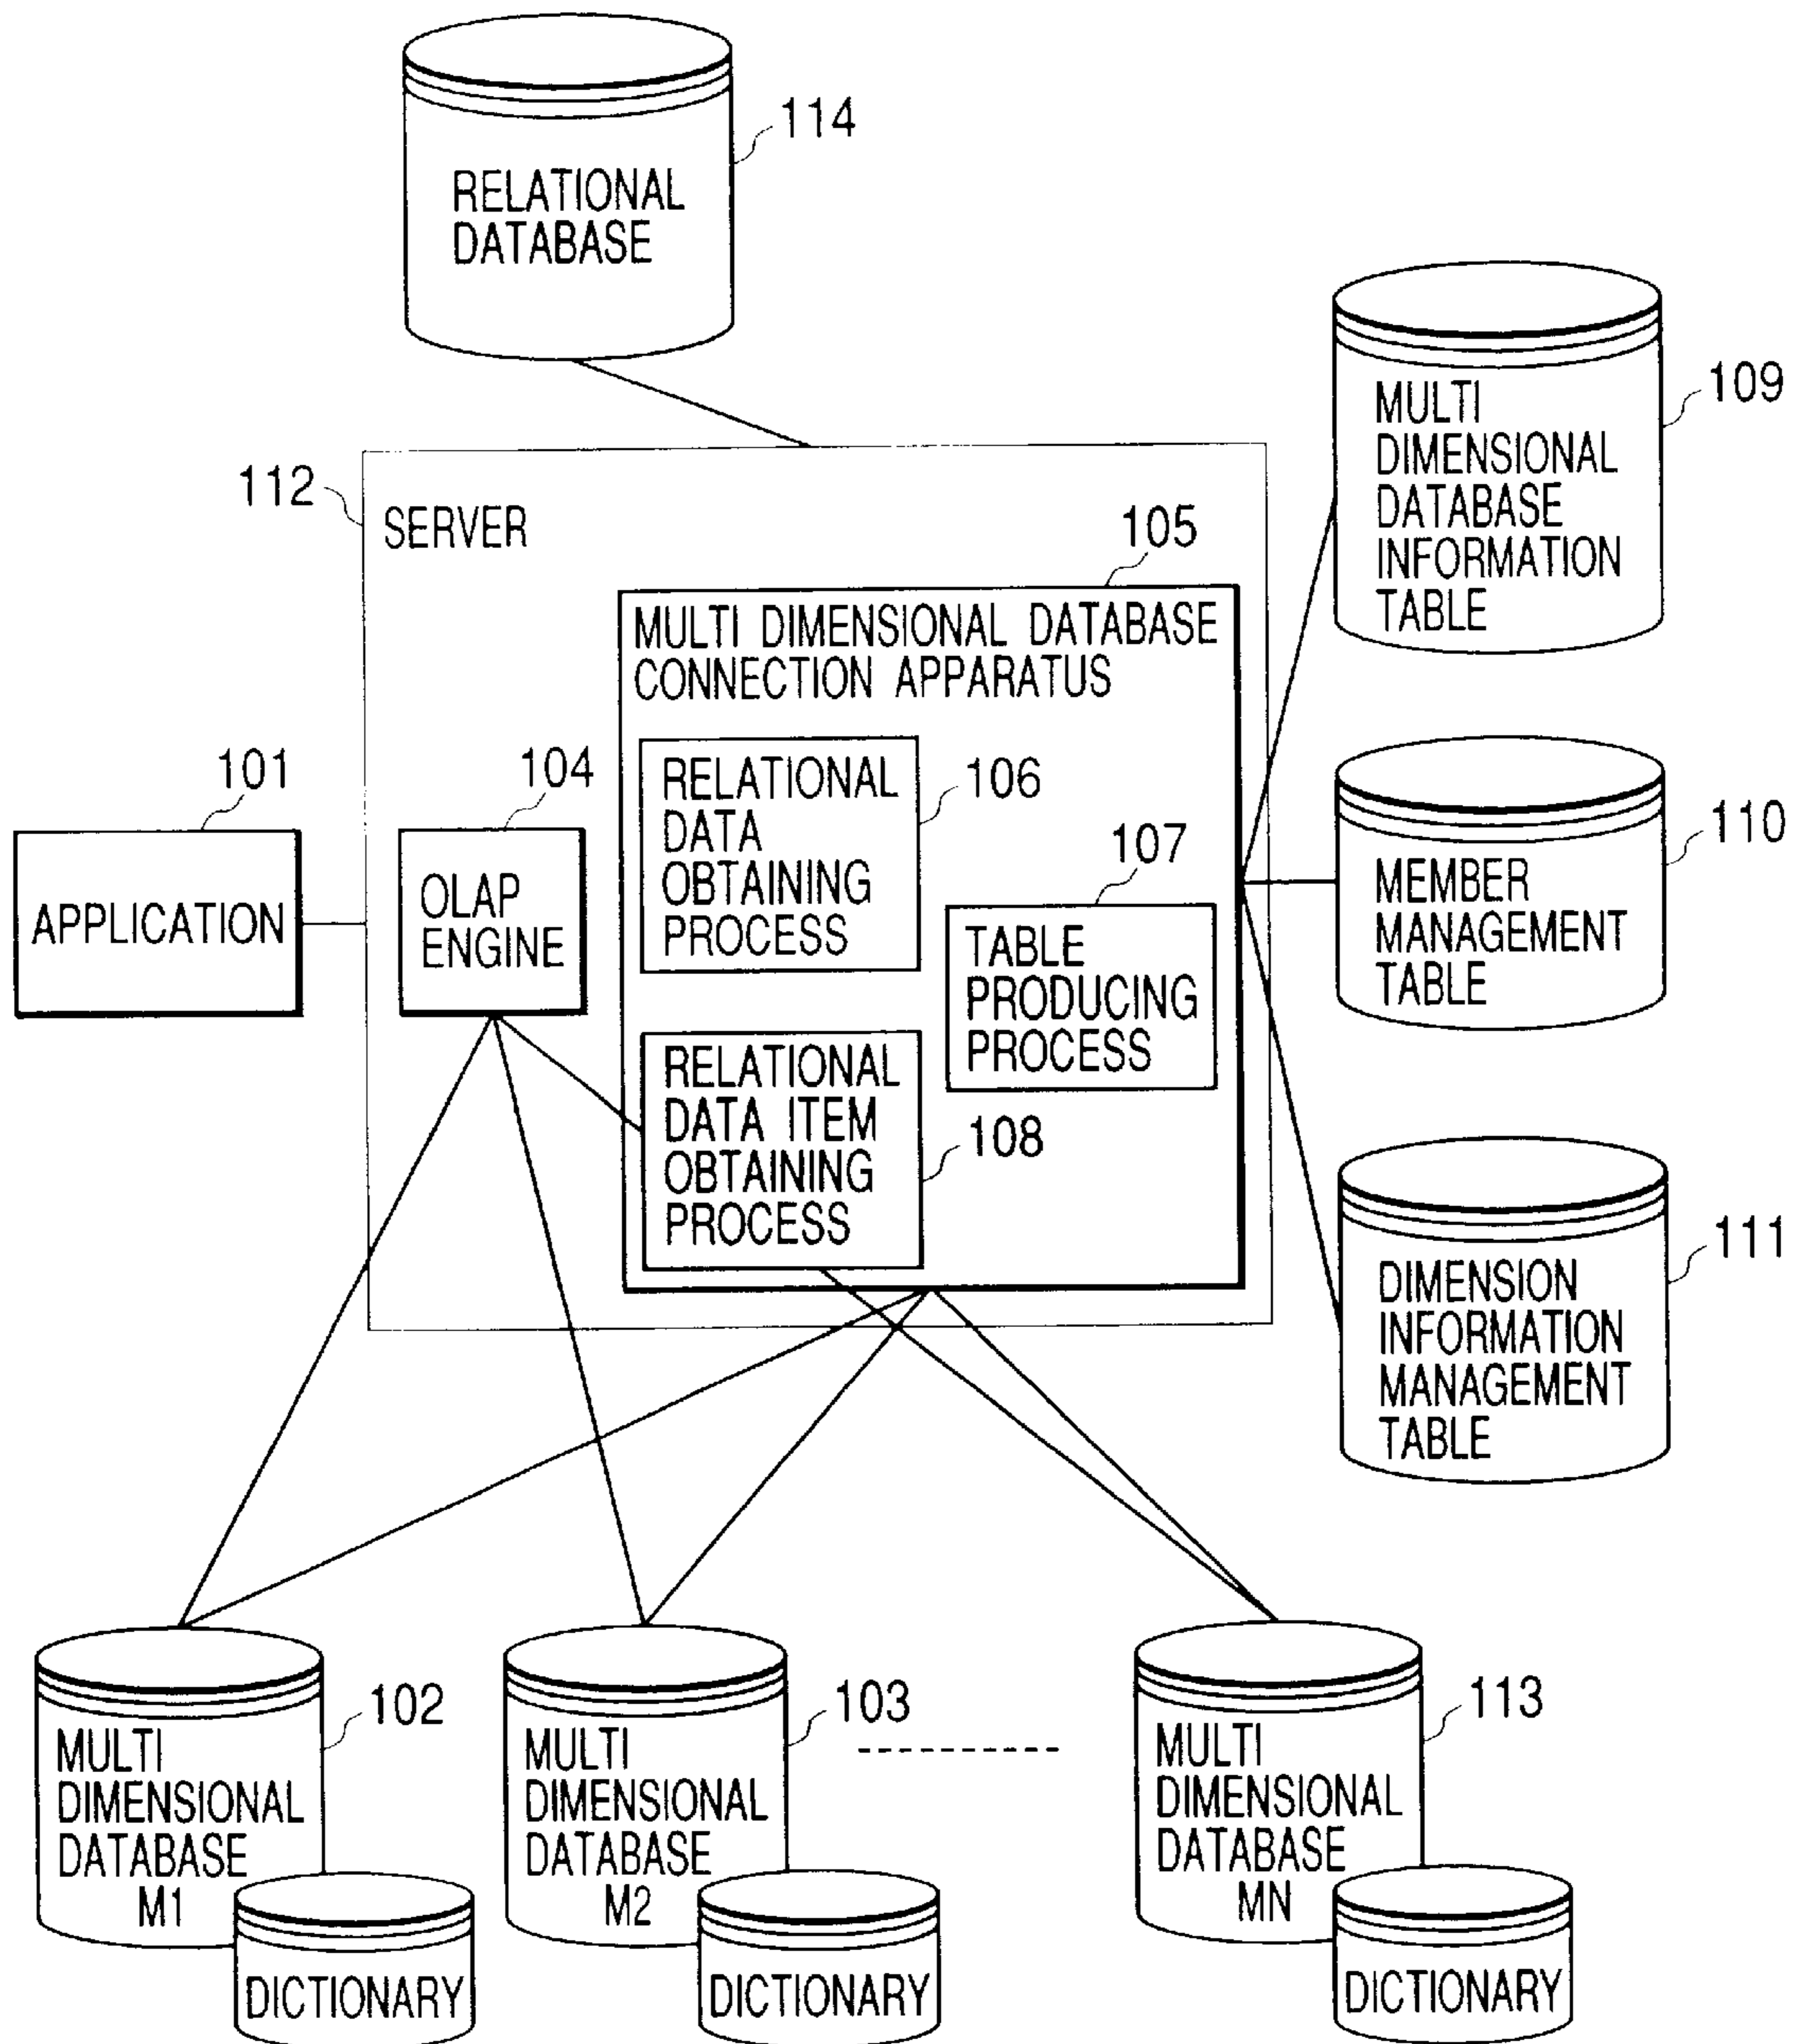 114
RELATIONAL
DATABASE
109
MULTI
DIMENSIONAL
DATABASE
INFORMATION
TABLE
112
SERVER
105
MULTI DIMENSIONAL DATABASE
CONNECTION APPARATUS
101
APPLICATION
104
OLAP
ENGINE
106
RELATIONAL
DATA
OBTAINING
PROCESS
107
TABLE
PRODUCING
PROCESS
108
RELATIONAL
DATA ITEM
OBTAINING
PROCESS
110
MEMBER
MANAGEMENT
TABLE
111
DIMENSION
INFORMATION
MANAGEMENT
TABLE
102
MULTI
DIMENSIONAL
DATABASE
M1
DICTIONARY
103
MULTI
DIMENSIONAL
DATABASE
M2
DICTIONARY
113
MULTI
DIMENSIONAL
DATABASE
MN
DICTIONARY